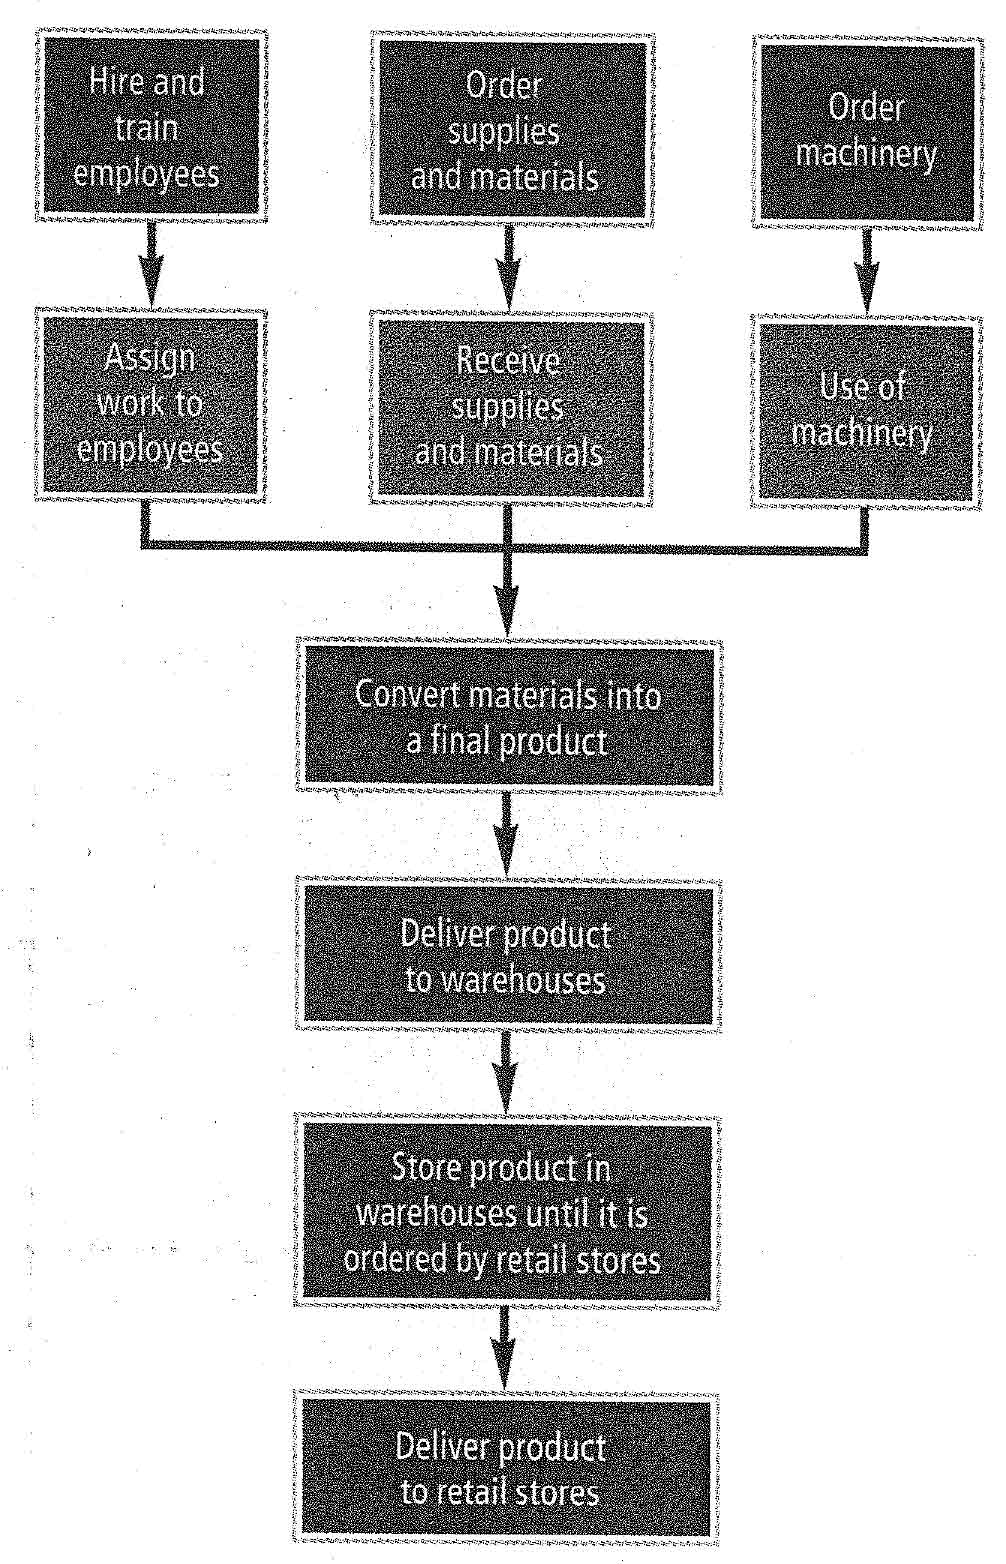 Hire and
train
employees
Order
supplies
and materials
Order
machinery
Assign
work to
employees
Receive
supplies
and materials
Use of
machinery
Convert materials into
a final product
Deliver product
to warehouses
Store product in
warehouses until it is
ordered by retail stores
Deliver product
to retail stores